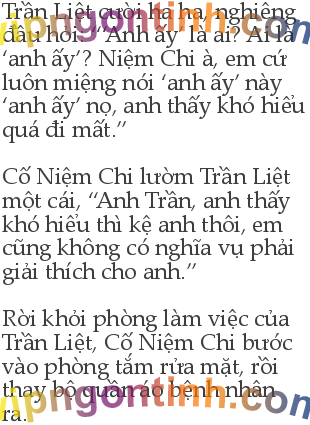 Trần Liệt cười ha ha, nghiêng
đầu hỏi: “‘Anh ấy’ là ai? Ai là
‘anh ấy’? Niệm Chi à, em cứ
luôn miệng nói ‘anh ấy’ này
‘anh ấy’ nọ, anh thấy khó hiểu
quá đi mất.”
Cố Niệm Chi lườm Trần Liệt
một cái, “Anh Trần, anh thấy
khó hiểu thì kệ anh thôi, em
cũng không có nghĩa vụ phải
giải thích cho anh.”
Rời khỏi phòng làm việc của
Trần Liệt, Cố Niệm Chi bước
vào phòng tắm rửa mặt, rồi
thay bộ quần áo bệnh nhân
ra.
vipngontinh.com
vipngontinh.com